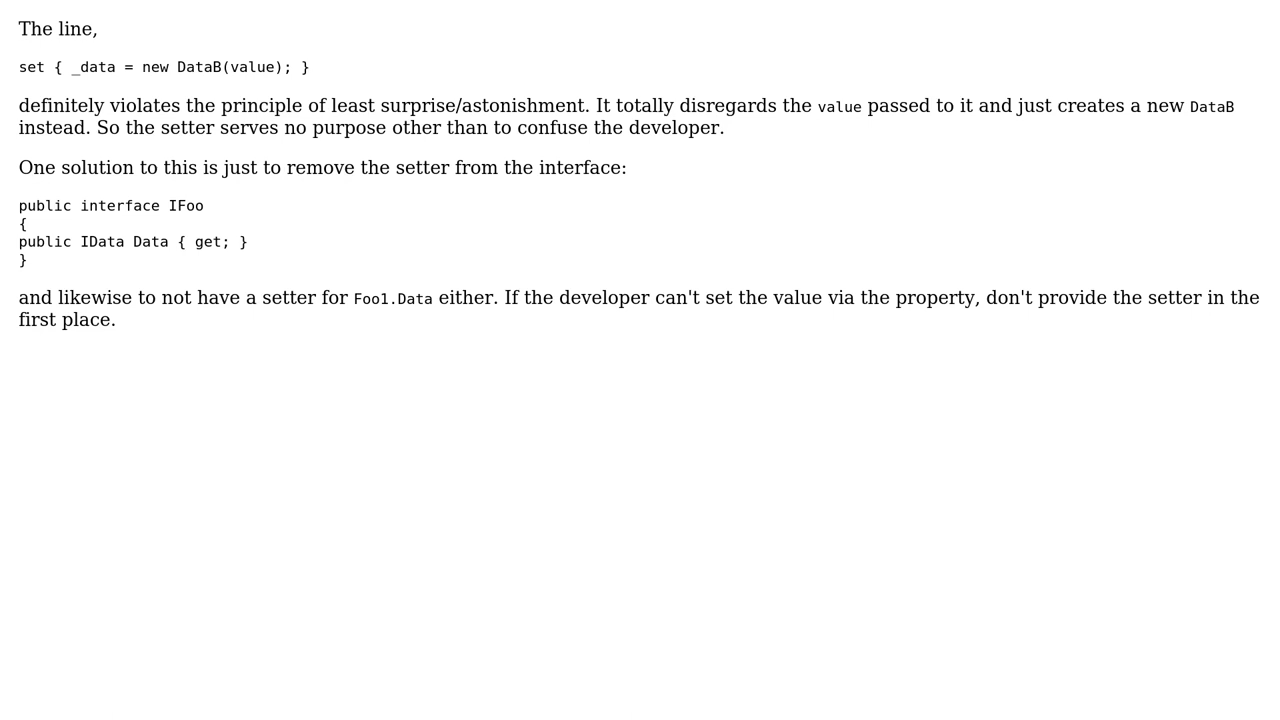 The line,
set { _data = new DataB(value); }
definitely violates the principle of least surprise/astonishment. It totally disregards the value passed to it and just creates a new DataB
instead. So the setter serves no purpose other than to confuse the developer.
One solution to this is just to remove the setter from the interface:
public interface IFoo
{
public IData Data { get; }
}
and likewise to not have a setter for Foo1.Data either. If the developer can't set the value via the property, don't provide the setter in the
first place.